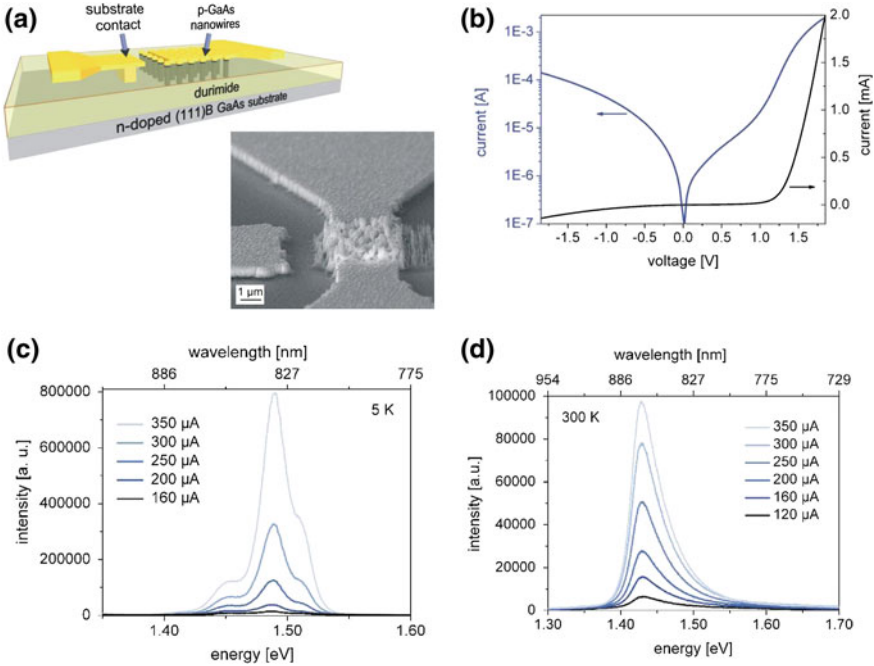 (a)
substrate
contact
p-GaAs
nanowires
durimide
n-doped (111)B GaAs substrate
1 µm
(b)
1E-3
1E-4
1E-5
1E-6
1E-7
current [A]
2.0
1.5
1.0
0.5
0.0
current [mA]
-1.5 -1.0 -0.5 0.0 0.5 1.0 1.5
voltage [V]
(c)
wavelength [nm]
886 827 775
800000
600000
400000
200000
0
intensity [a. u.]
5 K
350 µA
300 µA
250 µA
200 µA
160 µA
1.40 1.50 1.60
energy [eV]
(d)
wavelength [nm]
954 886 827 775 729
100000
80000
60000
40000
20000
0
intensity [a.u.]
300 K
350 µA
300 µA
250 µA
200 µA
160 µA
120 µA
1.30 1.40 1.50 1.60 1.70
energy [eV]